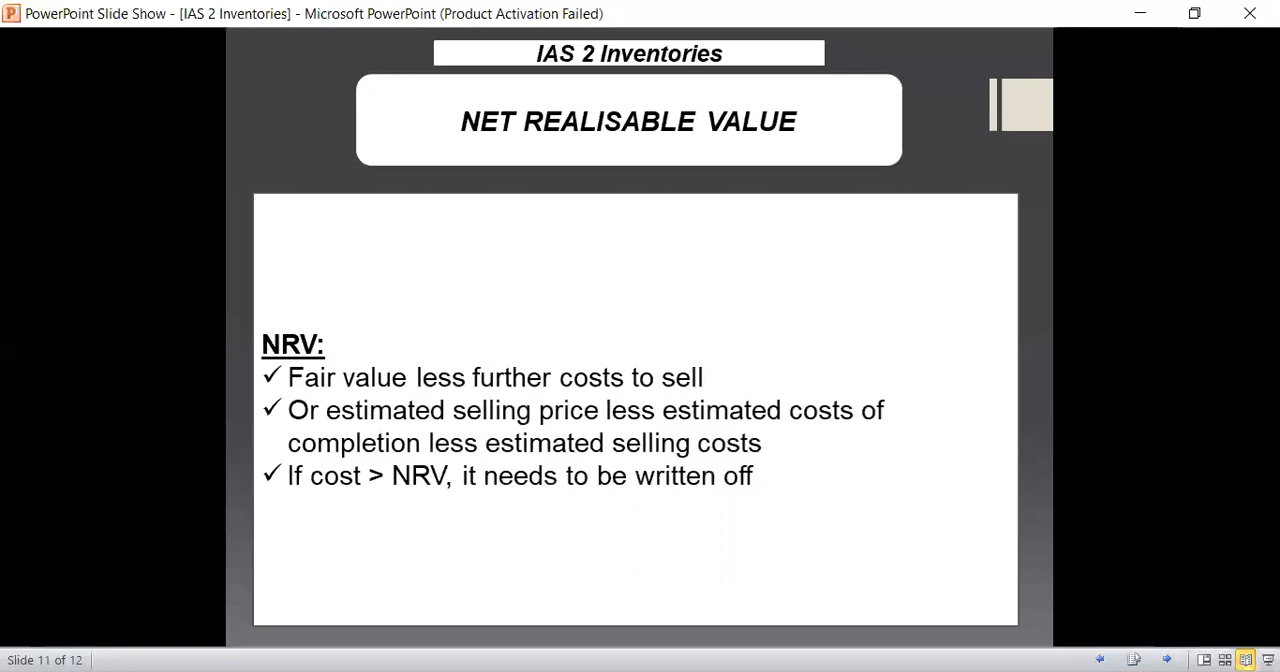 PowerPoint Slide Show - [IAS 2 Inventories] - Microsoft PowerPoint (Product Activation Failed)
IAS 2 Inventories
NET REALISABLE VALUE
NRV:
✓ Fair value less further costs to sell
✓ Or estimated selling price less estimated costs of
completion less estimated selling costs
✓ If cost > NRV, it needs to be written off
Slide 11 of 12